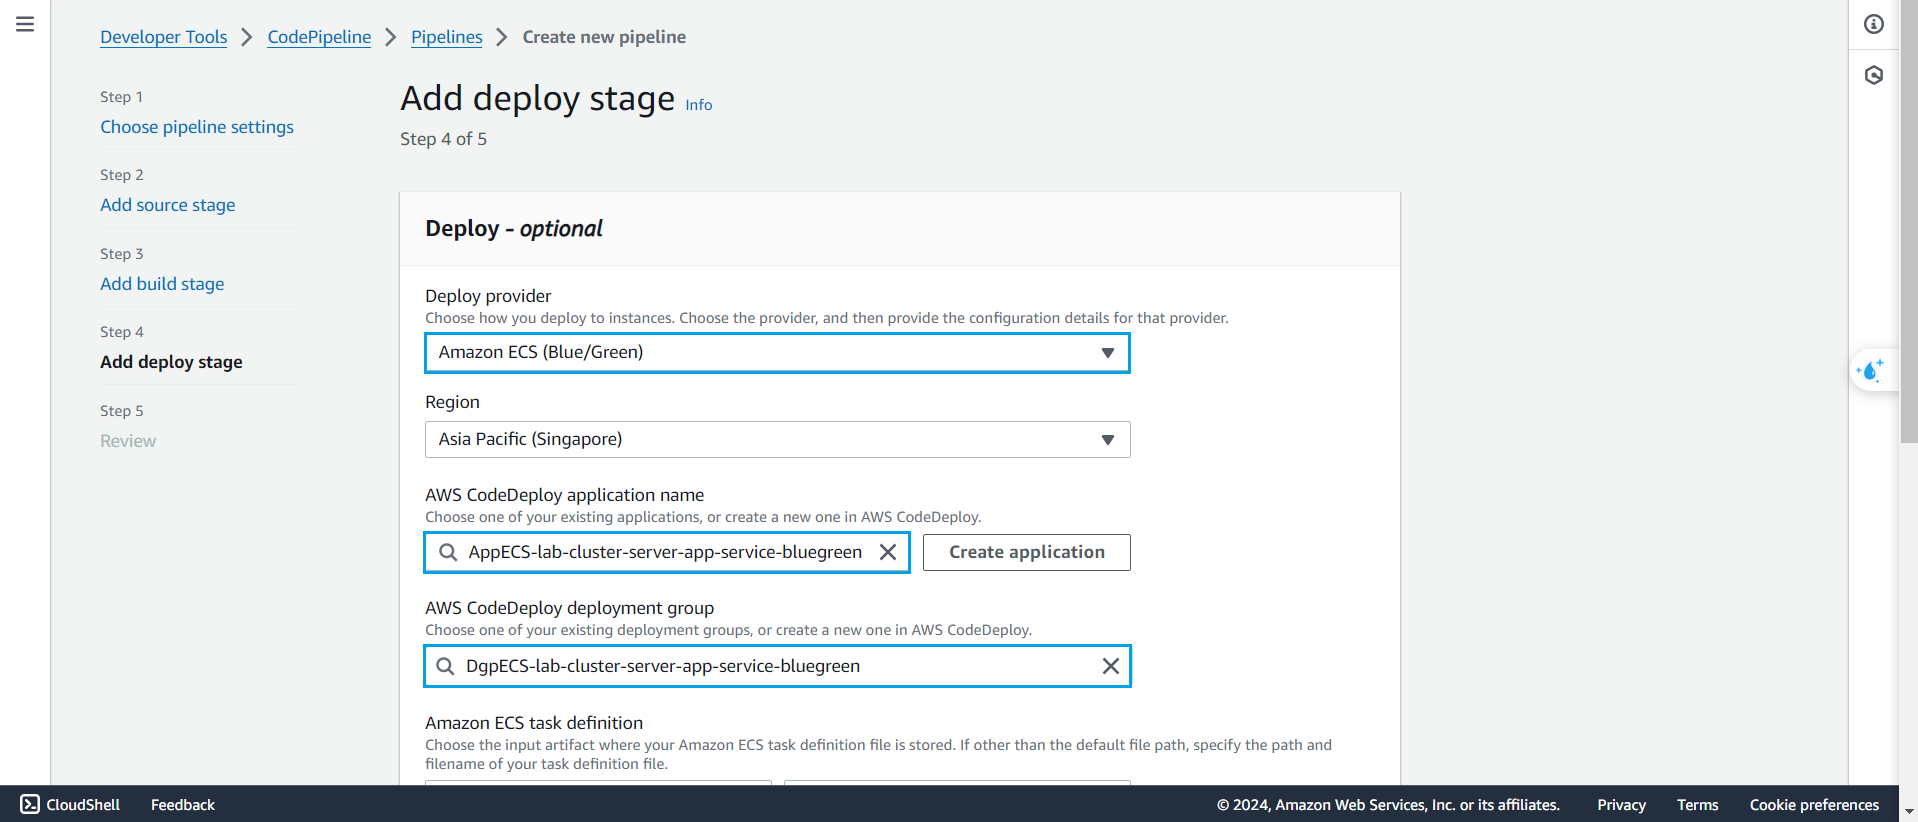 Developer Tools > CodePipeline > Pipelines > Create new pipeline
Step 1
Choose pipeline settings
Step 2
Add source stage
Step 3
Add build stage
Step 4
Add deploy stage
Step 5
Review
Add deploy stage Info
Step 4 of 5
Deploy - optional
Deploy provider
Choose how you deploy to instances. Choose the provider, and then provide the configuration details for that provider.
Amazon ECS (Blue/Green)
Region
Asia Pacific (Singapore)
AWS CodeDeploy application name
Choose one of your existing applications, or create a new one in AWS CodeDeploy.
AppECS-lab-cluster-server-app-service-bluegreen
Create application
AWS CodeDeploy deployment group
Choose one of your existing deployment groups, or create a new one in AWS CodeDeploy.
DgpECS-lab-cluster-server-app-service-bluegreen
Amazon ECS task definition
Choose the input artifact where your Amazon ECS task definition file is stored. If other than the default file path, specify the path and
filename of your task definition file.
CloudShell Feedback © 2024, Amazon Web Services, Inc. or its affiliates. Privacy Terms Cookie preferences